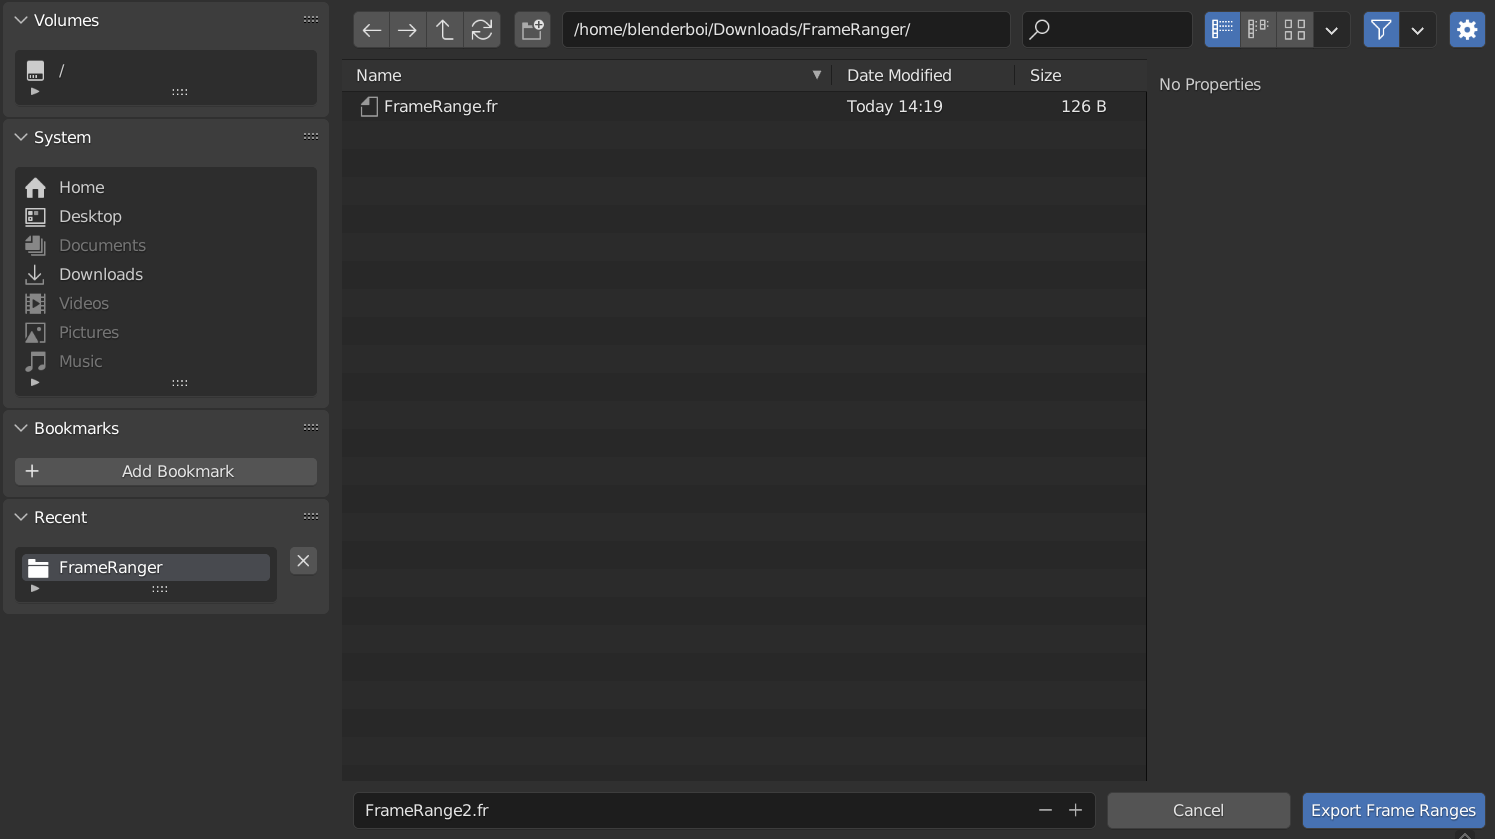 Volumes
/
System
Home
Desktop
Documents
Downloads
Videos
Pictures
Music
Bookmarks
Add Bookmark
Recent
FrameRanger
/home/blenderboi/Downloads/FrameRanger/
Name Date Modified Size
FrameRange.fr Today 14:19 126 B
No Properties
FrameRange2.fr
Cancel
Export Frame Ranges